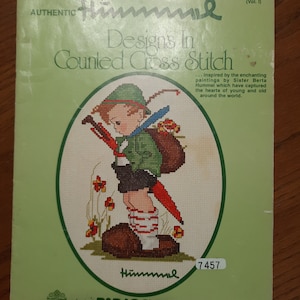 (Vol. I)
AUTHENTIC Hummel
Designs In
Counted Cross Stitch
...Inspired by the enchanting
paintings by Sister Berta
Hummel which have captured
the hearts of young and old
around the world.
Hummel
7457